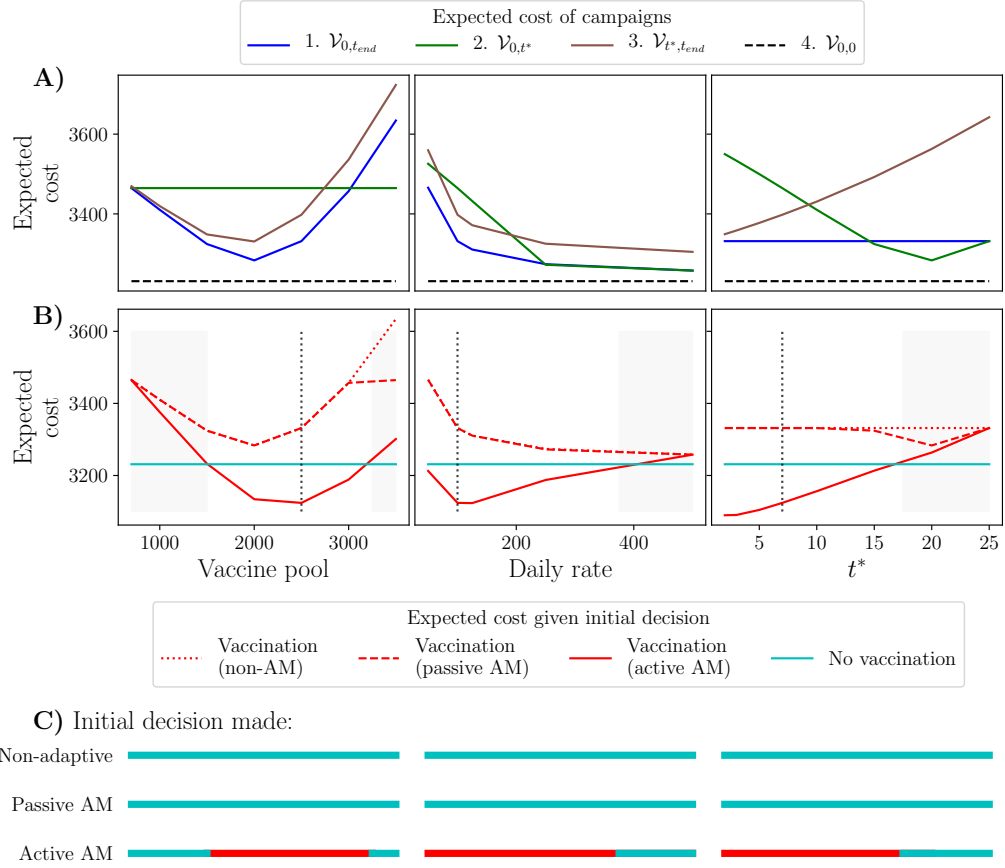 Expected cost of campaigns
1. 𝒱0,tend 2. 𝒱0,t* 3. 𝒱t*,tend 4. 𝒱0,0
A)
Expected
cost
3600
3400
B)
Expected
cost
3600
3400
3200
1000 2000 3000 200 400 5 10 15 20 25
Vaccine pool Daily rate t*
Expected cost given initial decision
Vaccination
(non-AM)
Vaccination
(passive AM)
Vaccination
(active AM)
No vaccination
C) Initial decision made:
Non-adaptive
Passive AM
Active AM